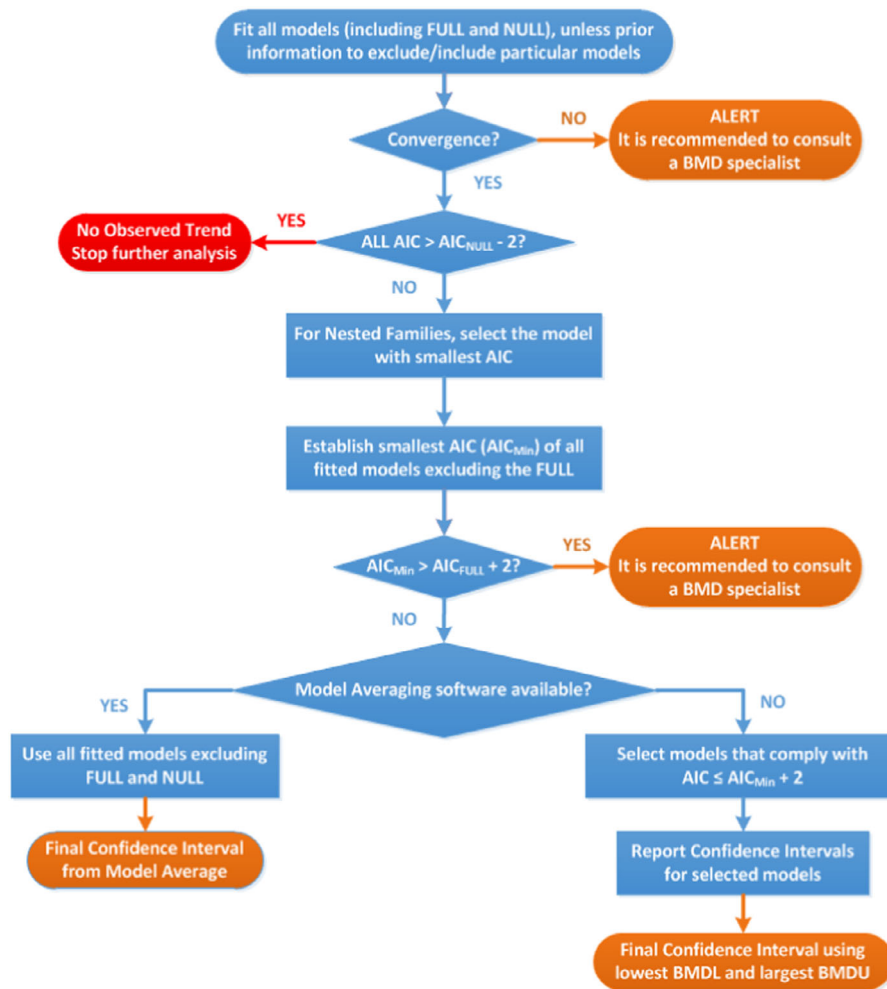 Fit all models (including FULL and NULL), unless prior
information to exclude/include particular models
Convergence?
NO
ALERT
It is recommended to consult
a BMD specialist
YES
YES
No Observed Trend
Stop further analysis
ALL AIC > AIC_NULL - 2?
NO
For Nested Families, select the model
with smallest AIC
Establish smallest AIC (AIC_Min) of all
fitted models excluding the FULL
AIC_Min > AIC_FULL + 2?
YES
ALERT
It is recommended to consult
a BMD specialist
NO
Model Averaging software available?
YES
NO
Use all fitted models excluding
FULL and NULL
Select models that comply with
AIC ≤ AIC_Min + 2
Final Confidence Interval
from Model Average
Report Confidence Intervals
for selected models
Final Confidence Interval using
lowest BMDL and largest BMDU